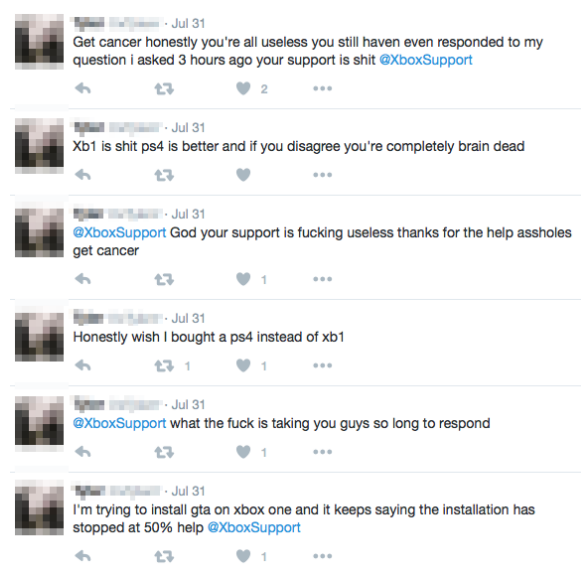 · Jul 31
Get cancer honestly you're all useless you still haven even responded to my
question i asked 3 hours ago your support is shit @XboxSupport
2
· Jul 31
Xb1 is shit ps4 is better and if you disagree you're completely brain dead
· Jul 31
@XboxSupport God your support is fucking useless thanks for the help assholes
get cancer
1
· Jul 31
Honestly wish I bought a ps4 instead of xb1
1 1
· Jul 31
@XboxSupport what the fuck is taking you guys so long to respond
1
· Jul 31
I'm trying to install gta on xbox one and it keeps saying the installation has
stopped at 50% help @XboxSupport
1